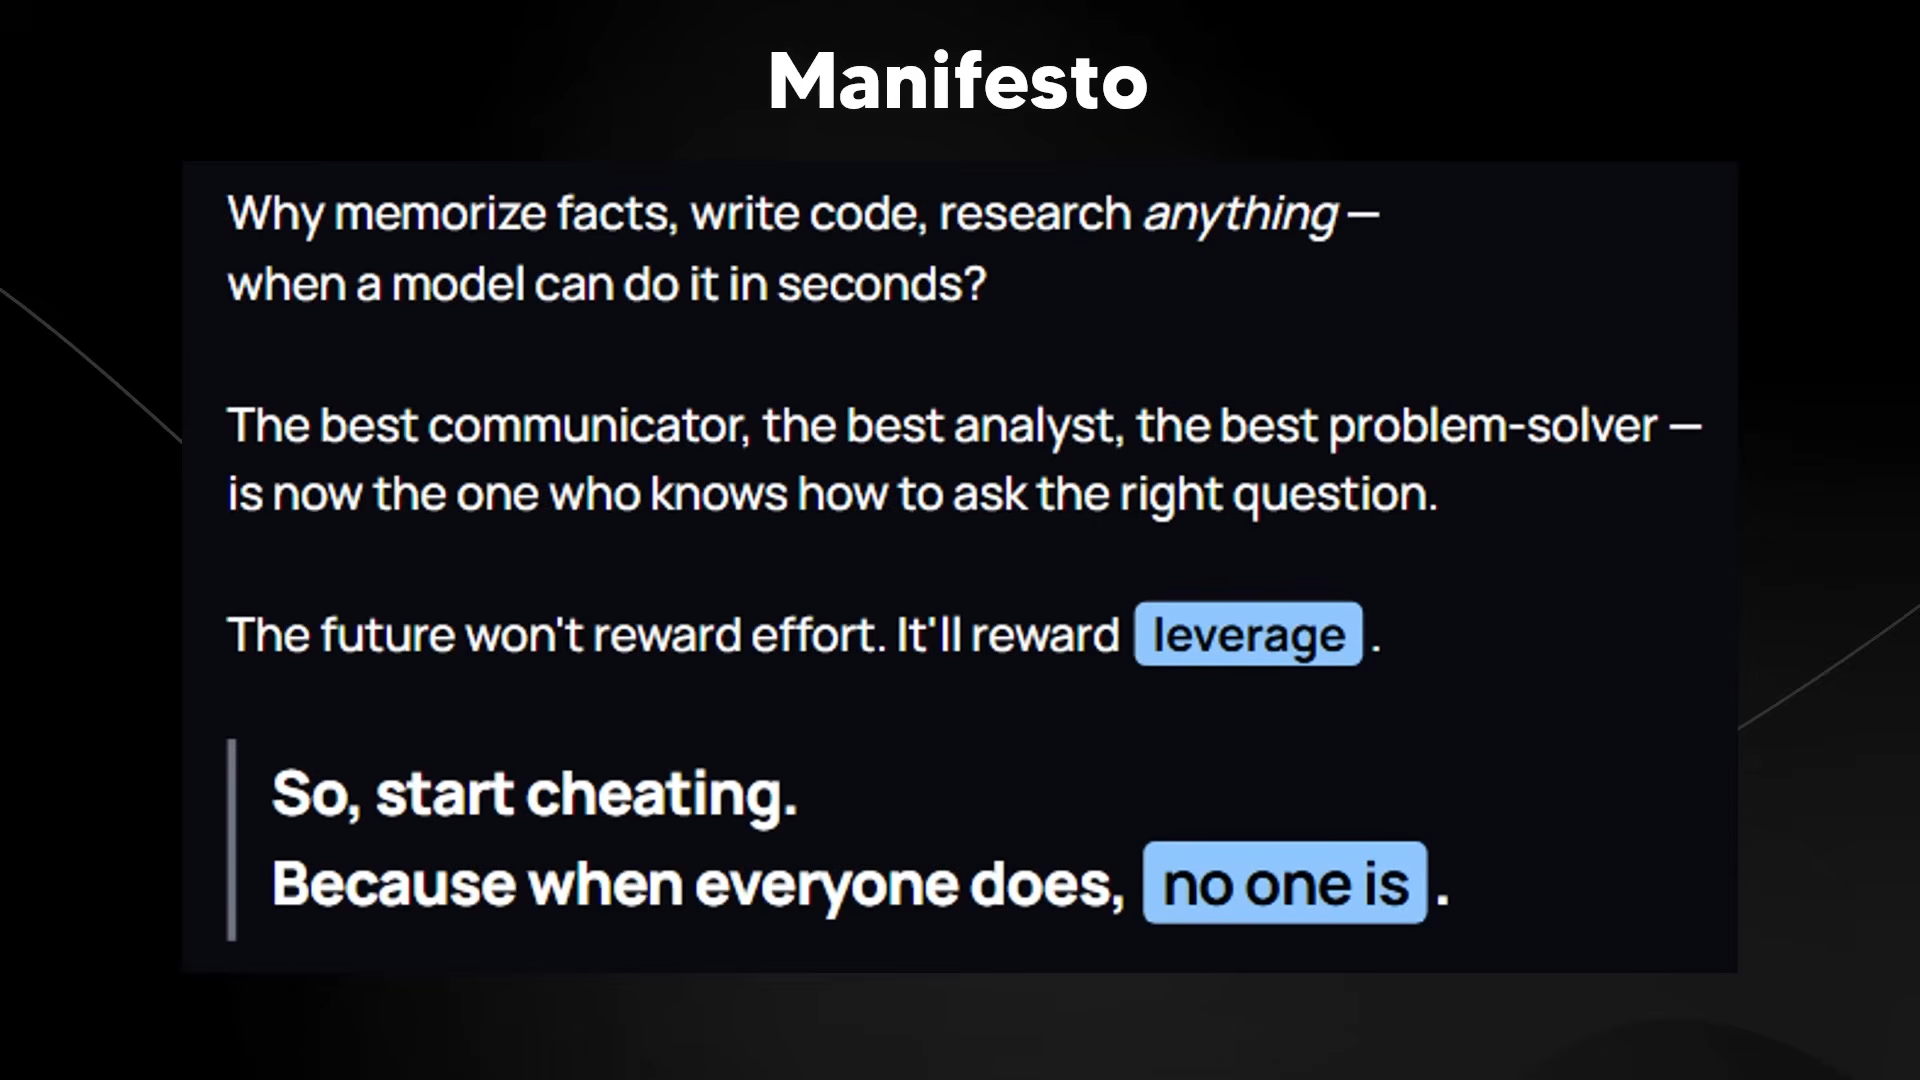 Manifesto
Why memorize facts, write code, research anything —
when a model can do it in seconds?
The best communicator, the best analyst, the best problem-solver —
is now the one who knows how to ask the right question.
The future won't reward effort. It'll reward leverage .
So, start cheating.
Because when everyone does, no one is .